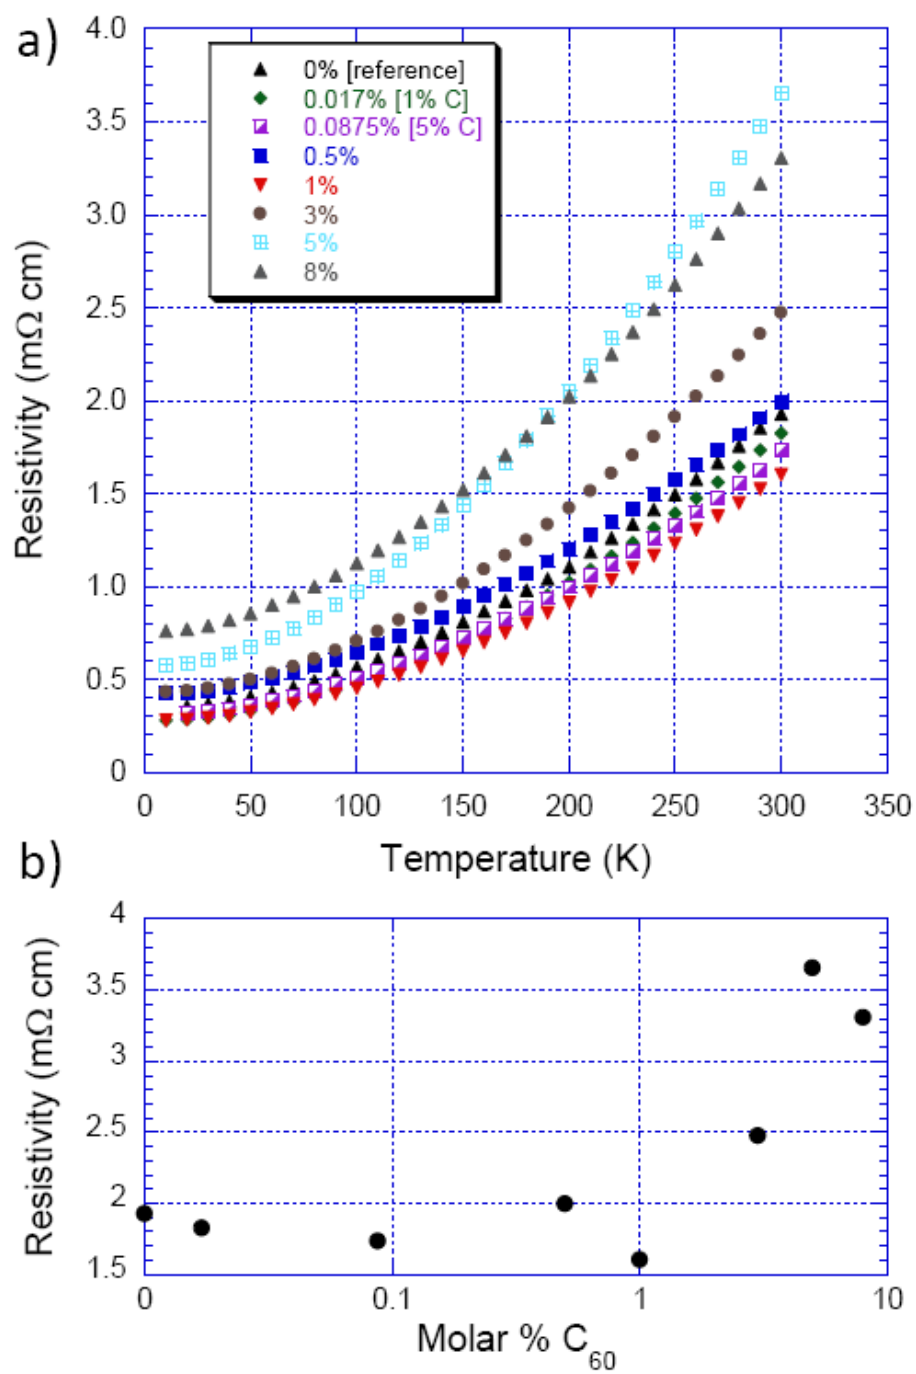 a)
4.0
3.5
3.0
2.5
2.0
1.5
1.0
0.5
0
Resistivity (mΩ cm)
0% [reference]
0.017% [1% C]
0.0875% [5% C]
0.5%
1%
3%
5%
8%
0 50 100 150 200 250 300 350
Temperature (K)
b)
4
3.5
3
2.5
2
1.5
Resistivity (mΩ cm)
0 0.1 1 10
Molar % C₆₀